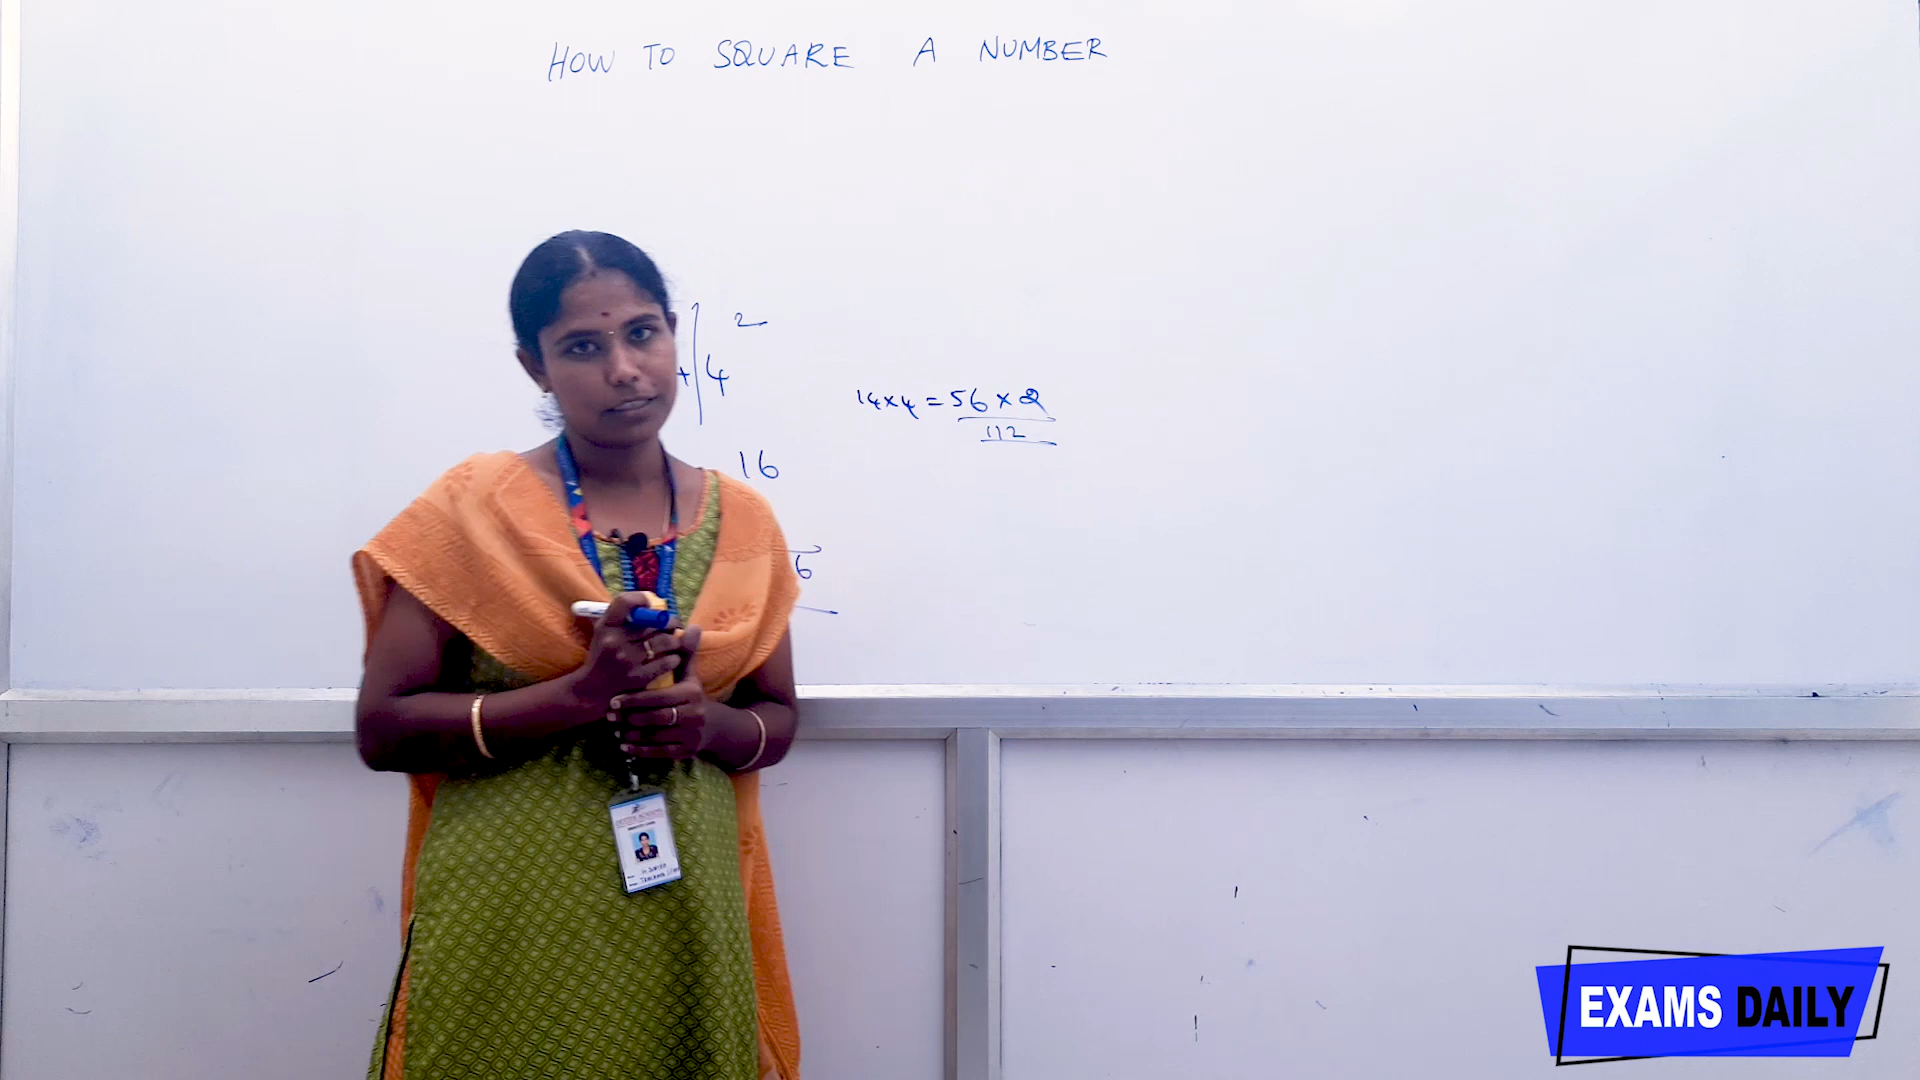 HOW TO SQUARE A NUMBER
2
+ 4
14×4 = 56 × 2
112
16
6
EXAMS DAILY